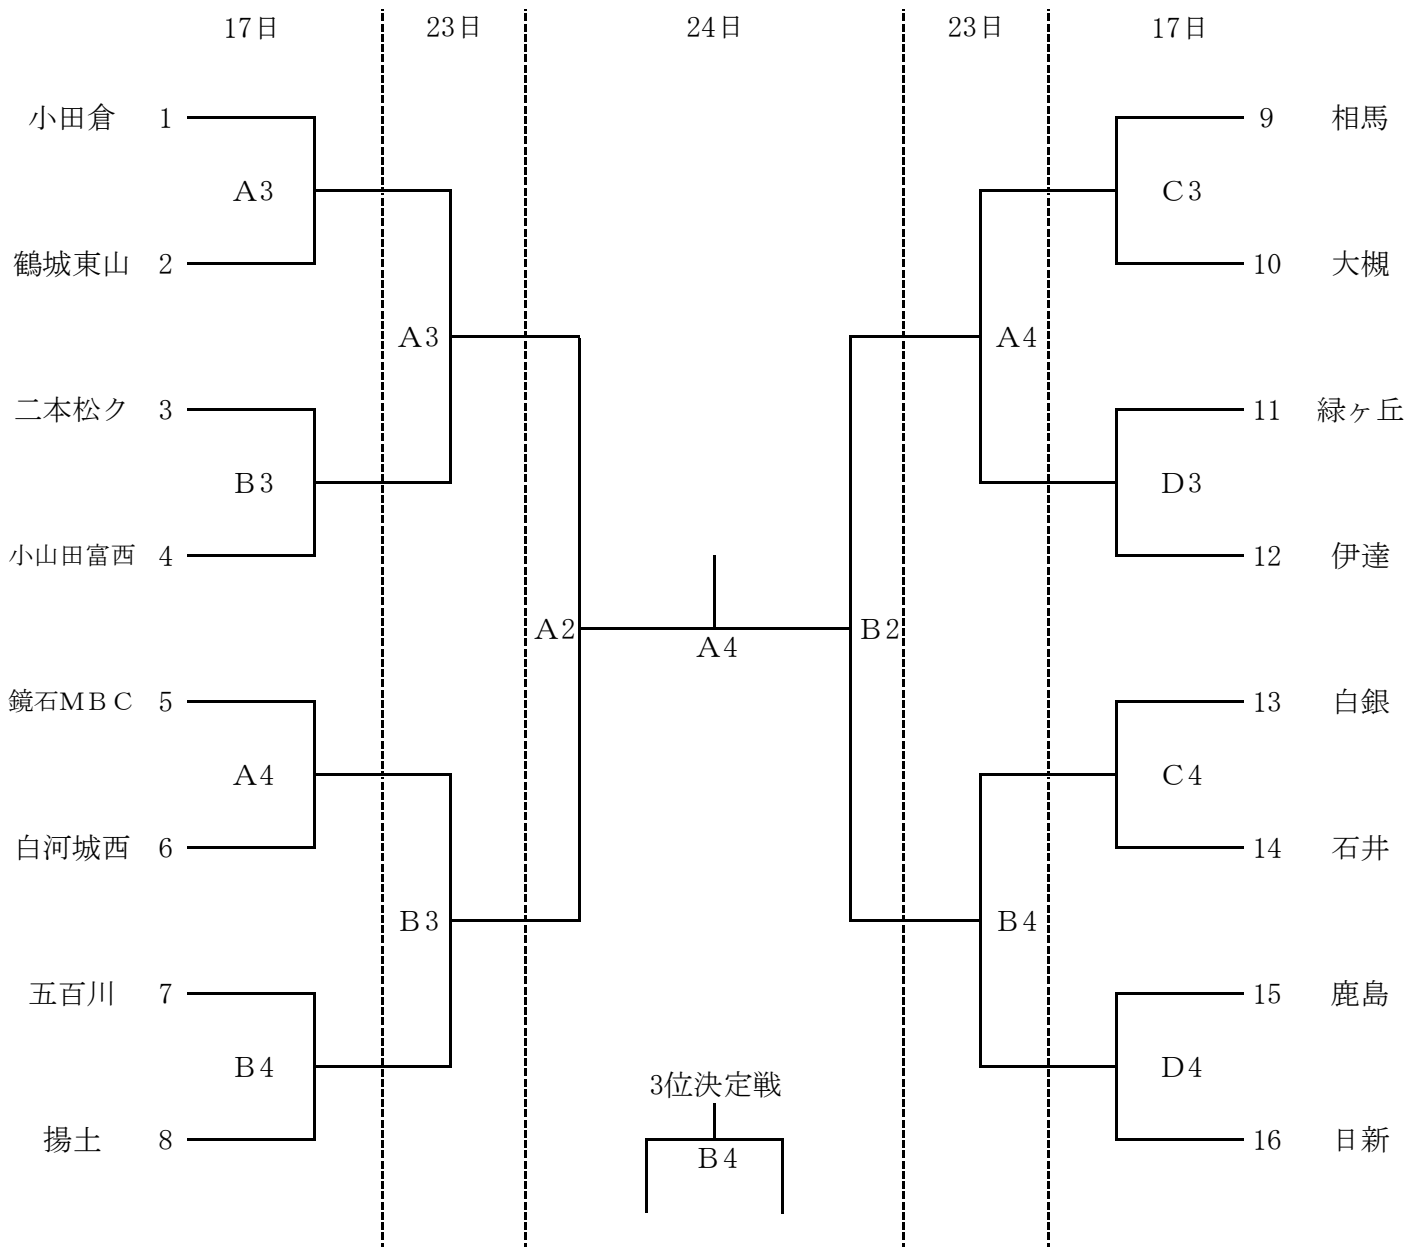 17日 23日 24日 23日 17日
小田倉 1 9 相馬
A3 C3
鶴城東山 2 10 大槻
A3 A4
二本松ク 3 11 緑ヶ丘
B3 D3
小山田富西 4 12 伊達
A2 B2
A4
鏡石MBC 5 13 白銀
A4 C4
白河城西 6 14 石井
B3 B4
五百川 7 15 鹿島
B4 D4
3位決定戦
揚土 8 16 日新
B4